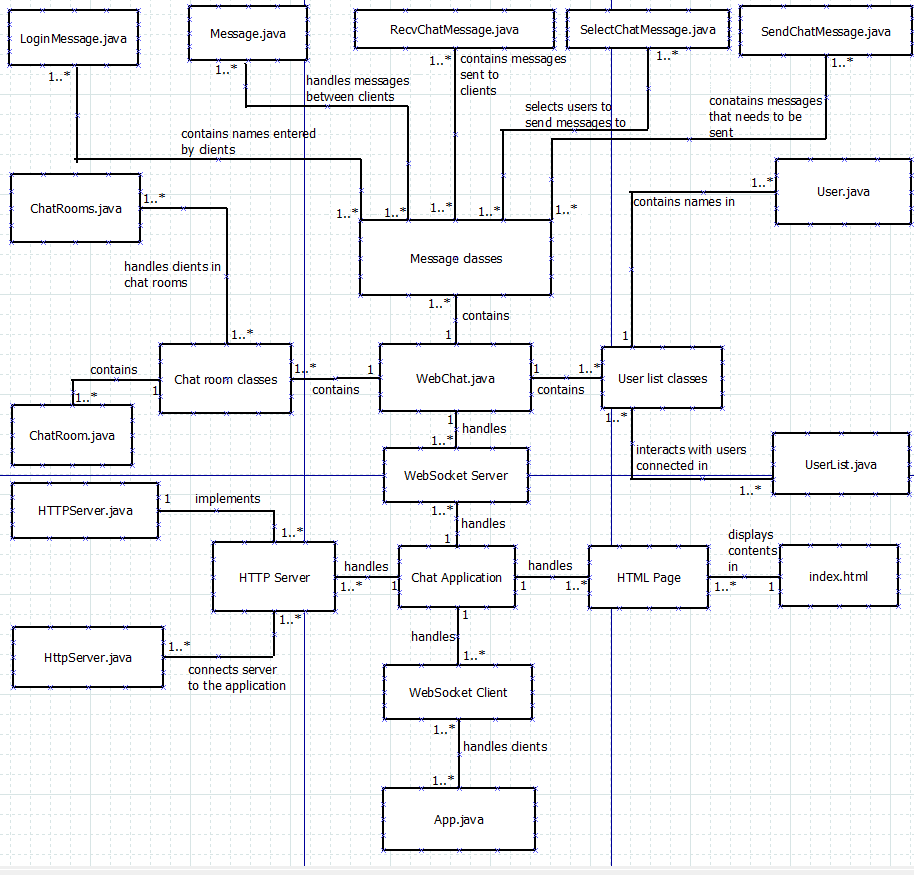 LoginMessage.java
Message.java
RecvChatMessage.java
SelectChatMessage.java
SendChatMessage.java
1..*
1..*
1..*
1..*
1..*
contains messages
sent to
clients
handles messages
between clients
selects users to
send messages to
conatains messages
that needs to be
sent
contains names entered
by clients
ChatRooms.java
1..*
User.java
1..*
contains names in
1..*
1..*
1..*
1..*
1..*
Message classes
handles clients in
chat rooms
1..*
contains
1..*
1
1
Chat room classes
1..*
contains
1
WebChat.java
1
contains
1..*
User list classes
contains
1
1..*
ChatRoom.java
1
handles
1..*
1..*
interacts with users
connected in
1..*
UserList.java
WebSocket Server
HTTPServer.java
1
implements
1..*
1..*
handles
1
HTTP Server
handles
1..*
1
Chat Application
handles
1
1..*
HTML Page
displays
contents
in
1..*
1
index.html
1..*
HttpServer.java
1..*
connects server
to the application
1
handles
1..*
WebSocket Client
1..*
handles clients
1..*
App.java